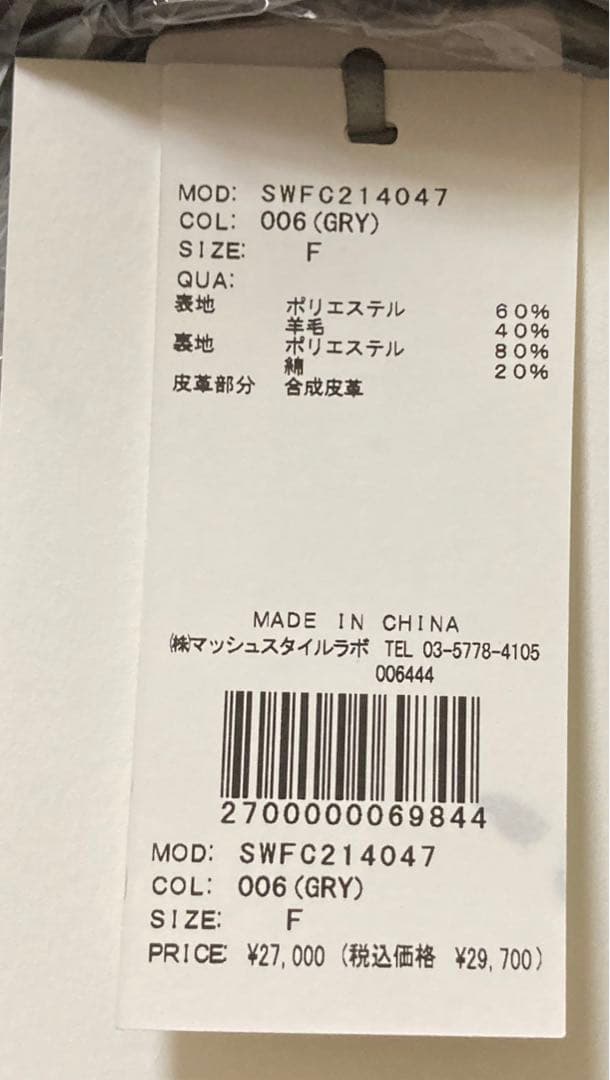 MOD: SWFC214047
COL: 006(GRY)
SIZE: F
QUA:
表地 ポリエステル 60%
羊毛 40%
裏地 ポリエステル 80%
綿 20%
皮革部分 合成皮革
MADE IN CHINA
㈱マッシュスタイルラボ TEL 03-5778-4105
006444
2700000069844
MOD: SWFC214047
COL: 006(GRY)
SIZE: F
PRICE: ¥27,000 (税込価格 ¥29,700)